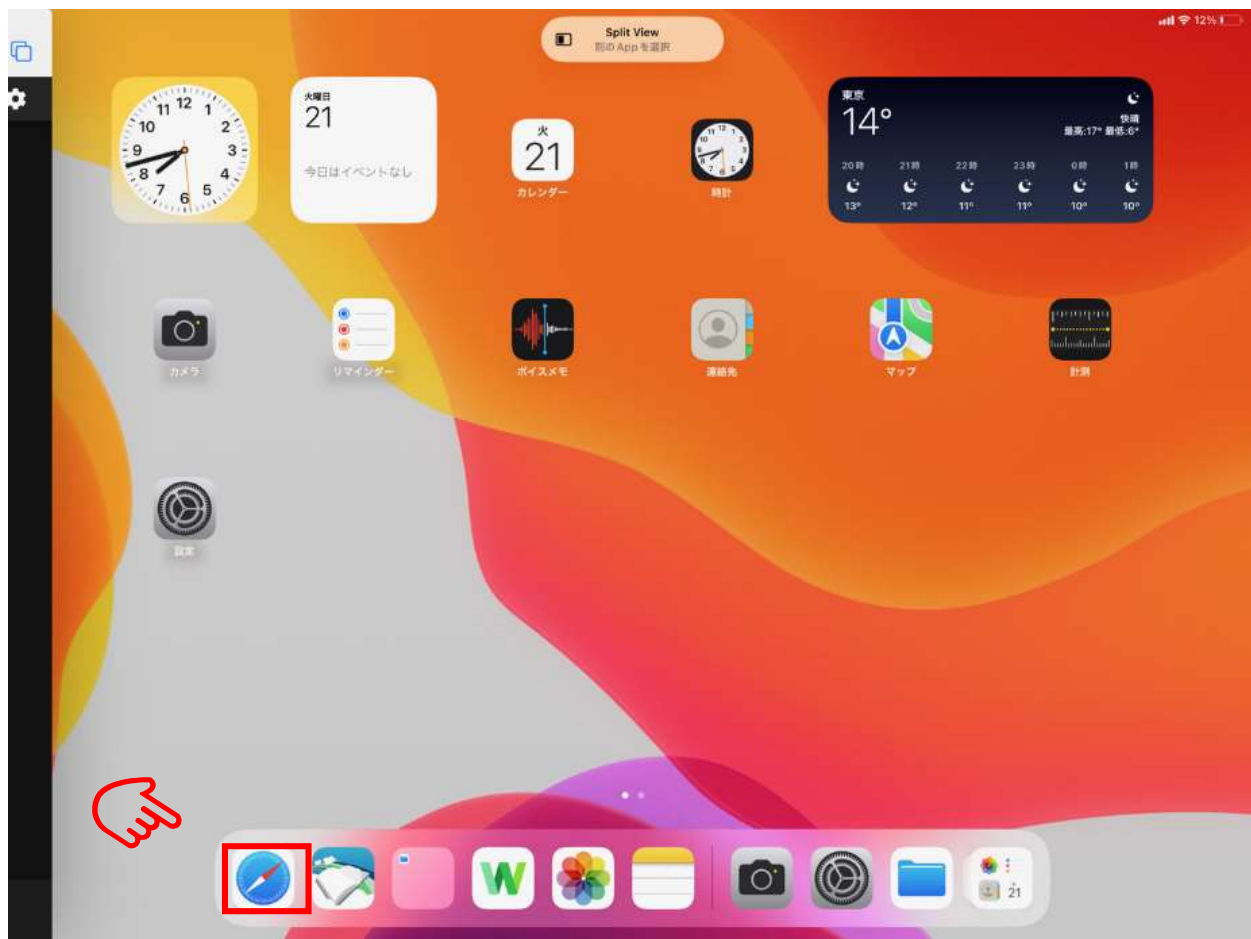 Split View
別の App を選択
12%
12
1
2
3
4
5
6
7
8
9
10
11
火曜日
21
今日はイベントなし
火
21
カレンダー
時計
東京
14°
快晴
最高:17° 最低:6°
20時 21時 22時 23時 0時 1時
13° 12° 11° 11° 10° 10°
カメラ
リマインダー
ボイスメモ
連絡先
マップ
計測
設定
W
21